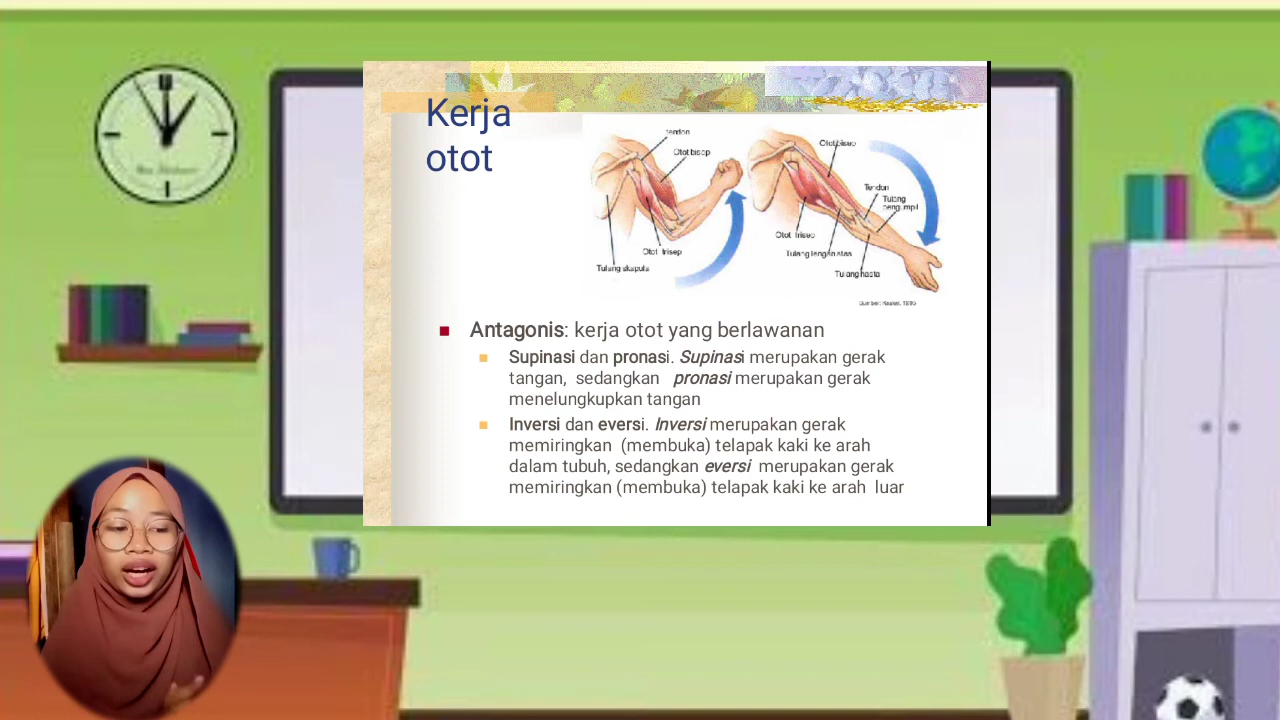 Kerja
otot
tendon
Otot bisep
Otot trisep
Tulang skapula
Otot bisep
Tendon
Tulang
pengumpil
Otot trisep
Tulang lengan atas
Tulang hasta
■ Antagonis: kerja otot yang berlawanan
■ Supinasi dan pronasi. Supinasi merupakan gerak
tangan, sedangkan pronasi merupakan gerak
menelungkupkan tangan
■ Inversi dan eversi. Inversi merupakan gerak
memiringkan (membuka) telapak kaki ke arah
dalam tubuh, sedangkan eversi merupakan gerak
memiringkan (membuka) telapak kaki ke arah luar